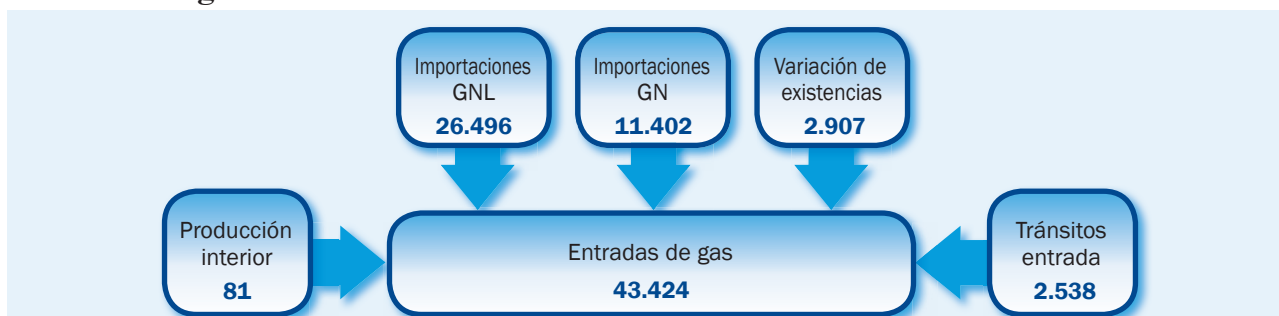 Importaciones
GNL
26.496
Importaciones
GN
11.402
Variación de
existencias
2.907
Producción
interior
81
Entradas de gas
43.424
Tránsitos
entrada
2.538